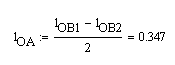 l_OA := (l_OB1 − l_OB2) / 2 = 0.347